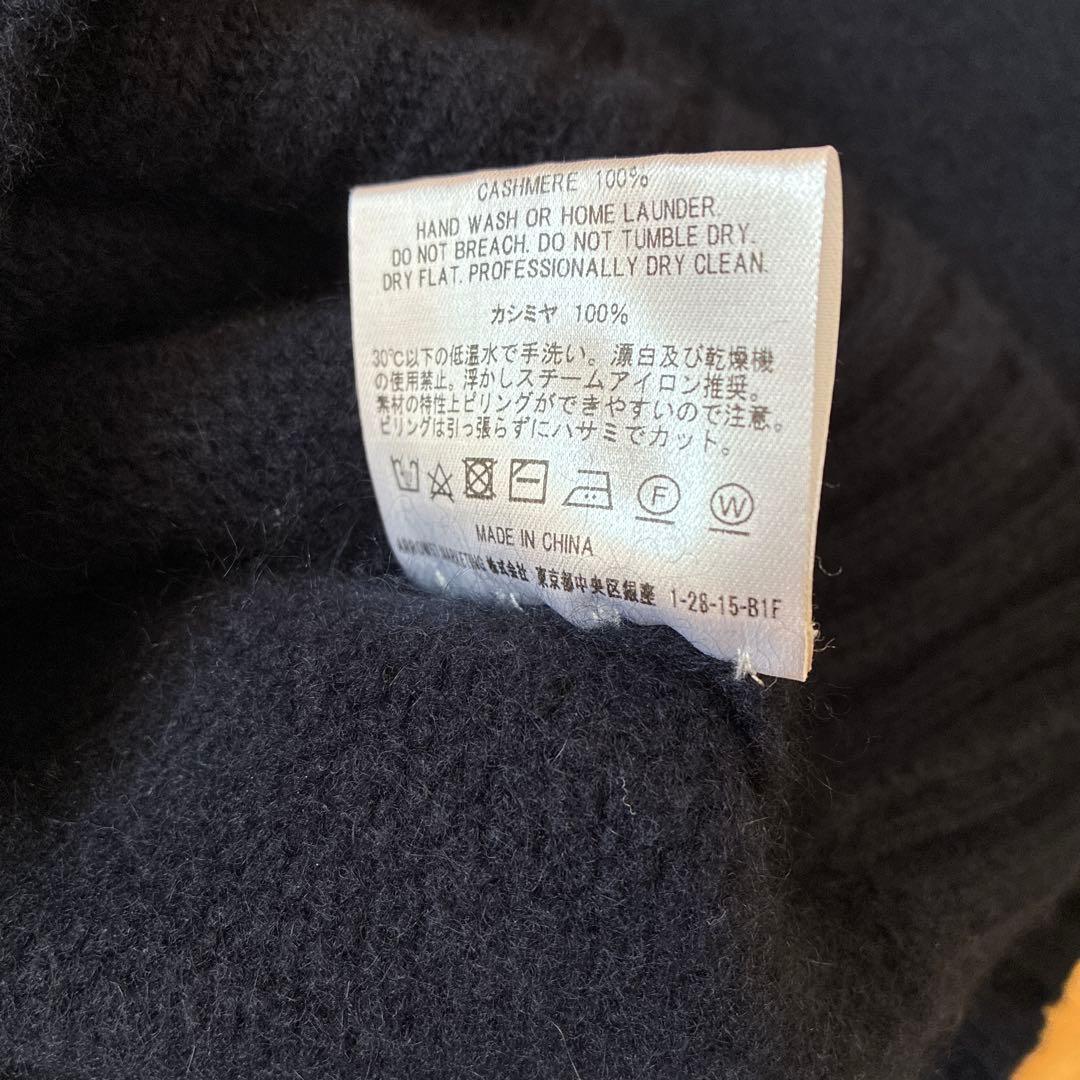 CASHMERE 100%
HAND WASH OR HOME LAUNDER.
DO NOT BREACH. DO NOT TUMBLE DRY.
DRY FLAT. PROFESSIONALLY DRY CLEAN.
カシミヤ 100%
30℃以下の低温水で手洗い。漂白及び乾燥機
の使用禁止。浮かしスチームアイロン推奨。
素材の特性上ピリングができやすいので注意。
ピリングは引っ張らずにハサミでカット。
F W
MADE IN CHINA
MARKETING 株式会社 東京都中央区銀座 1-28-15-B1F